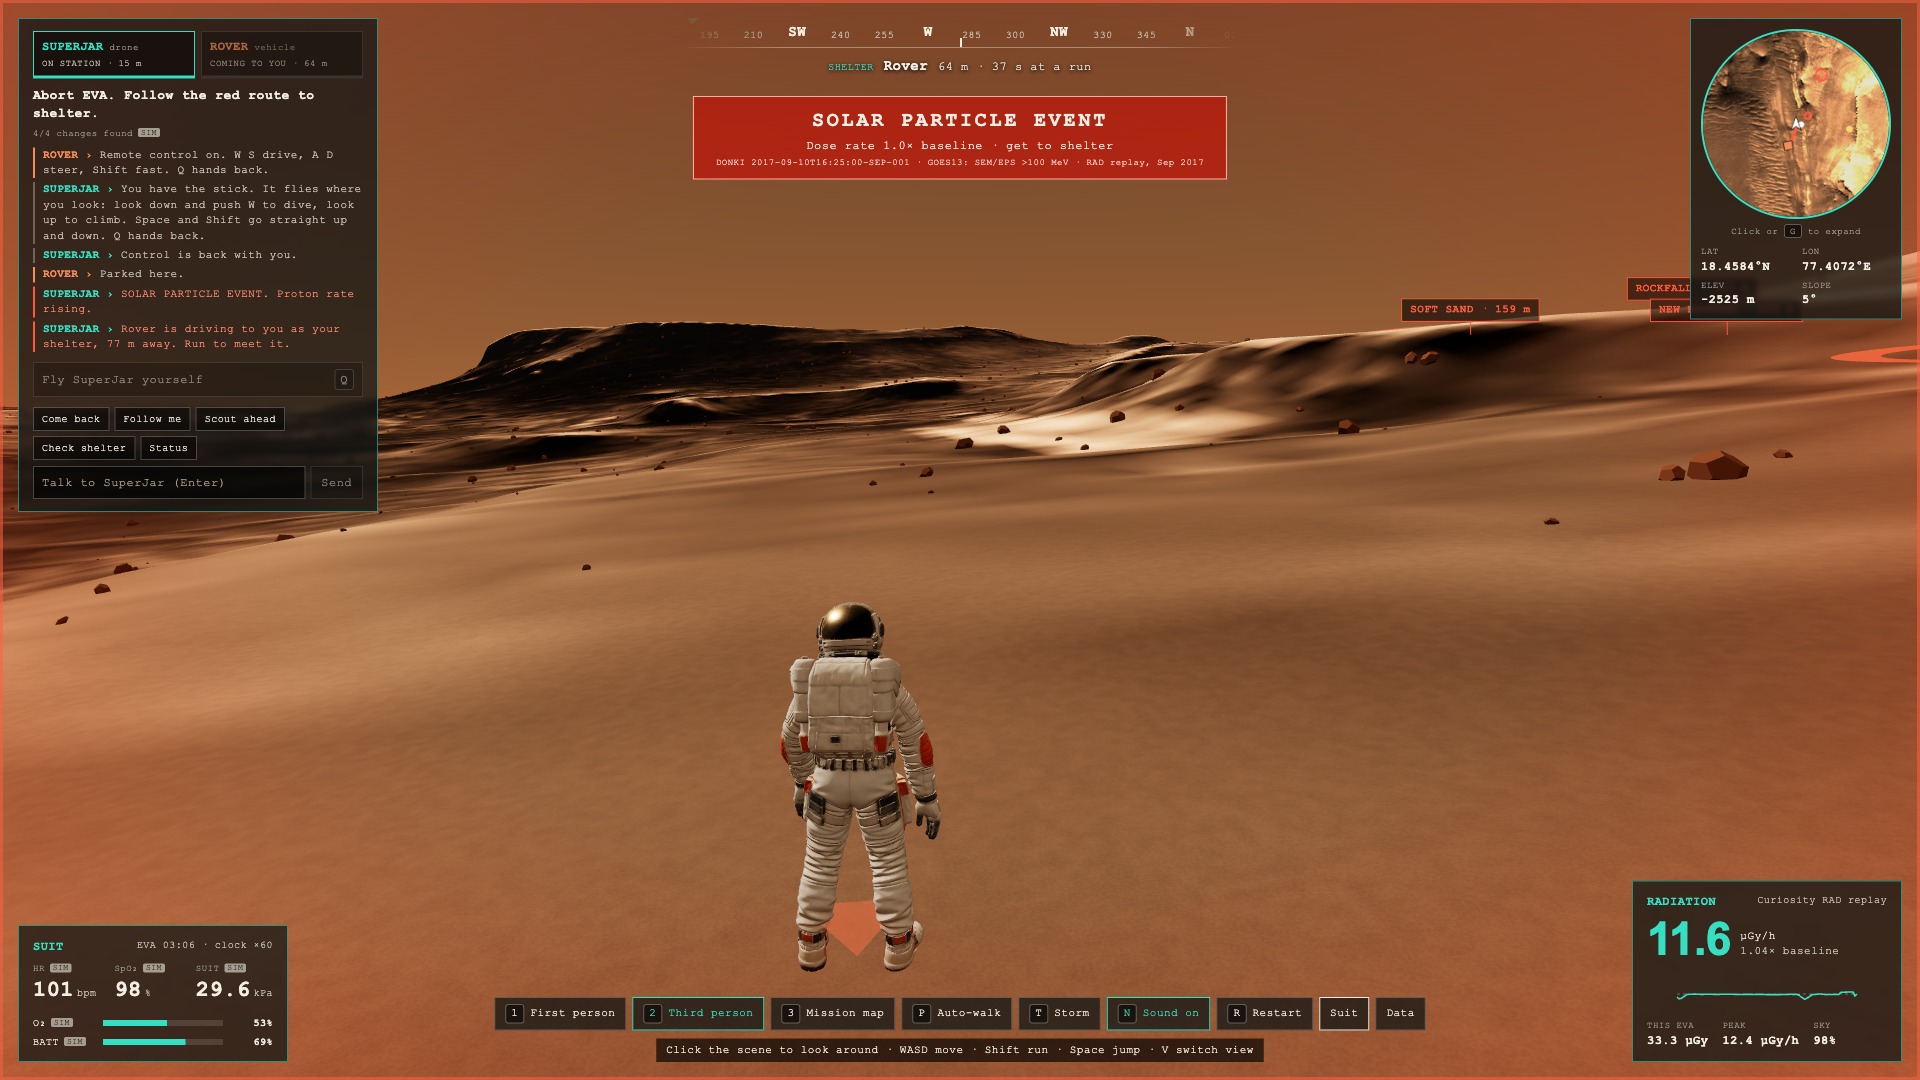 SUPERJAR drone
ON STATION · 15 m
ROVER vehicle
COMING TO YOU · 64 m
Abort EVA. Follow the red route to
shelter.
4/4 changes found SIM
ROVER › Remote control on. W S drive, A D
steer, Shift fast. Q hands back.
SUPERJAR › You have the stick. It flies where
you look: look down and push W to dive, look
up to climb. Space and Shift go straight up
and down. Q hands back.
SUPERJAR › Control is back with you.
ROVER › Parked here.
SUPERJAR › SOLAR PARTICLE EVENT. Proton rate
rising.
SUPERJAR › Rover is driving to you as your
shelter, 77 m away. Run to meet it.
Fly SuperJar yourself Q
Come back Follow me Scout ahead
Check shelter Status
Talk to SuperJar (Enter) Send
195 210 SW 240 255 W 285 300 NW 330 345 N
SHELTER Rover 64 m · 37 s at a run
SOLAR PARTICLE EVENT
Dose rate 1.0× baseline · get to shelter
DONKI 2017-09-10T16:25:00-SEP-001 · GOES13: SEM/EPS >100 MeV · RAD replay, Sep 2017
Click or G to expand
LAT LON
18.4584°N 77.4072°E
ELEV SLOPE
-2525 m 5°
ROCKFALL
SOFT SAND · 159 m
NEW
SUIT EVA 03:06 · clock ×60
HR SIM SpO₂ SIM SUIT SIM
101 bpm 98 % 29.6 kPa
O₂ SIM 53%
BATT SIM 69%
1 First person 2 Third person 3 Mission map P Auto-walk T Storm N Sound on R Restart Suit Data
Click the scene to look around · WASD move · Shift run · Space jump · V switch view
RADIATION Curiosity RAD replay
11.6 µGy/h
1.04× baseline
THIS EVA PEAK SKY
33.3 µGy 12.4 µGy/h 98%